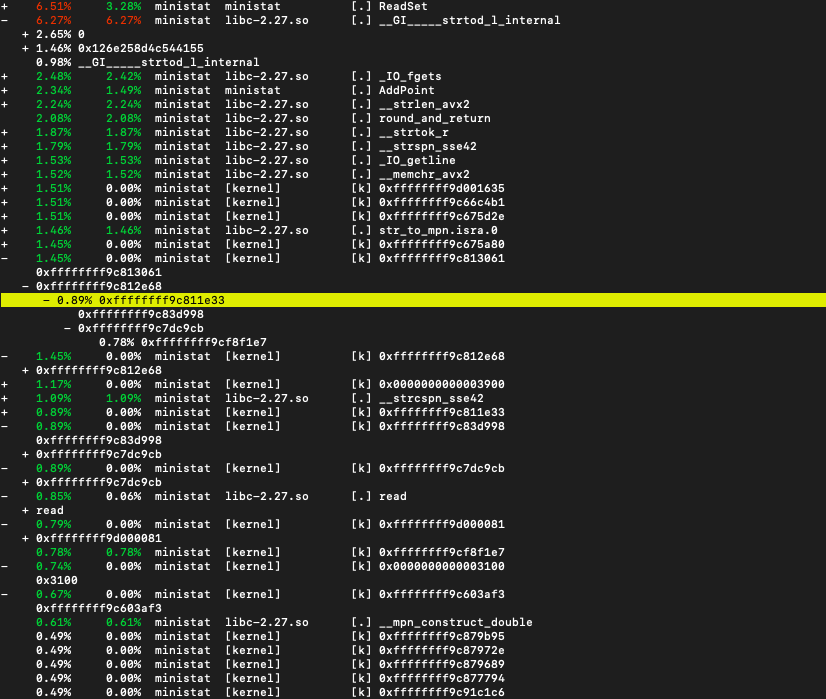 + 6.51% 3.28% ministat ministat [.] ReadSet
− 6.27% 6.27% ministat libc-2.27.so [.] __GI_____strtod_l_internal
+ 2.65% 0
+ 1.46% 0x126e258d4c544155
0.98% __GI_____strtod_l_internal
+ 2.48% 2.42% ministat libc-2.27.so [.] _IO_fgets
+ 2.34% 1.49% ministat ministat [.] AddPoint
+ 2.24% 2.24% ministat libc-2.27.so [.] __strlen_avx2
2.08% 2.08% ministat libc-2.27.so [.] round_and_return
+ 1.87% 1.87% ministat libc-2.27.so [.] __strtok_r
+ 1.79% 1.79% ministat libc-2.27.so [.] __strspn_sse42
+ 1.53% 1.53% ministat libc-2.27.so [.] _IO_getline
+ 1.52% 1.52% ministat libc-2.27.so [.] __memchr_avx2
+ 1.51% 0.00% ministat [kernel] [k] 0xffffffff9d001635
+ 1.51% 0.00% ministat [kernel] [k] 0xffffffff9c66c4b1
+ 1.51% 0.00% ministat [kernel] [k] 0xffffffff9c675d2e
+ 1.46% 1.46% ministat libc-2.27.so [.] str_to_mpn.isra.0
+ 1.45% 0.00% ministat [kernel] [k] 0xffffffff9c675a80
− 1.45% 0.00% ministat [kernel] [k] 0xffffffff9c813061
0xffffffff9c813061
− 0xffffffff9c812e68
− 0.89% 0xffffffff9c811e33
0xffffffff9c83d998
− 0xffffffff9c7dc9cb
0.78% 0xffffffff9cf8f1e7
− 1.45% 0.00% ministat [kernel] [k] 0xffffffff9c812e68
+ 0xffffffff9c812e68
+ 1.17% 0.00% ministat [kernel] [k] 0x0000000000003900
+ 1.09% 1.09% ministat libc-2.27.so [.] __strcspn_sse42
+ 0.89% 0.00% ministat [kernel] [k] 0xffffffff9c811e33
− 0.89% 0.00% ministat [kernel] [k] 0xffffffff9c83d998
0xffffffff9c83d998
+ 0xffffffff9c7dc9cb
− 0.89% 0.00% ministat [kernel] [k] 0xffffffff9c7dc9cb
+ 0xffffffff9c7dc9cb
− 0.85% 0.06% ministat libc-2.27.so [.] read
+ read
− 0.79% 0.00% ministat [kernel] [k] 0xffffffff9d000081
+ 0xffffffff9d000081
0.78% 0.78% ministat [kernel] [k] 0xffffffff9cf8f1e7
− 0.74% 0.00% ministat [kernel] [k] 0x0000000000003100
0x3100
− 0.67% 0.00% ministat [kernel] [k] 0xffffffff9c603af3
0xffffffff9c603af3
0.61% 0.61% ministat libc-2.27.so [.] __mpn_construct_double
0.49% 0.00% ministat [kernel] [k] 0xffffffff9c879b95
0.49% 0.00% ministat [kernel] [k] 0xffffffff9c87972e
0.49% 0.00% ministat [kernel] [k] 0xffffffff9c879689
0.49% 0.00% ministat [kernel] [k] 0xffffffff9c877794
0.49% 0.00% ministat [kernel] [k] 0xffffffff9c91c1c6